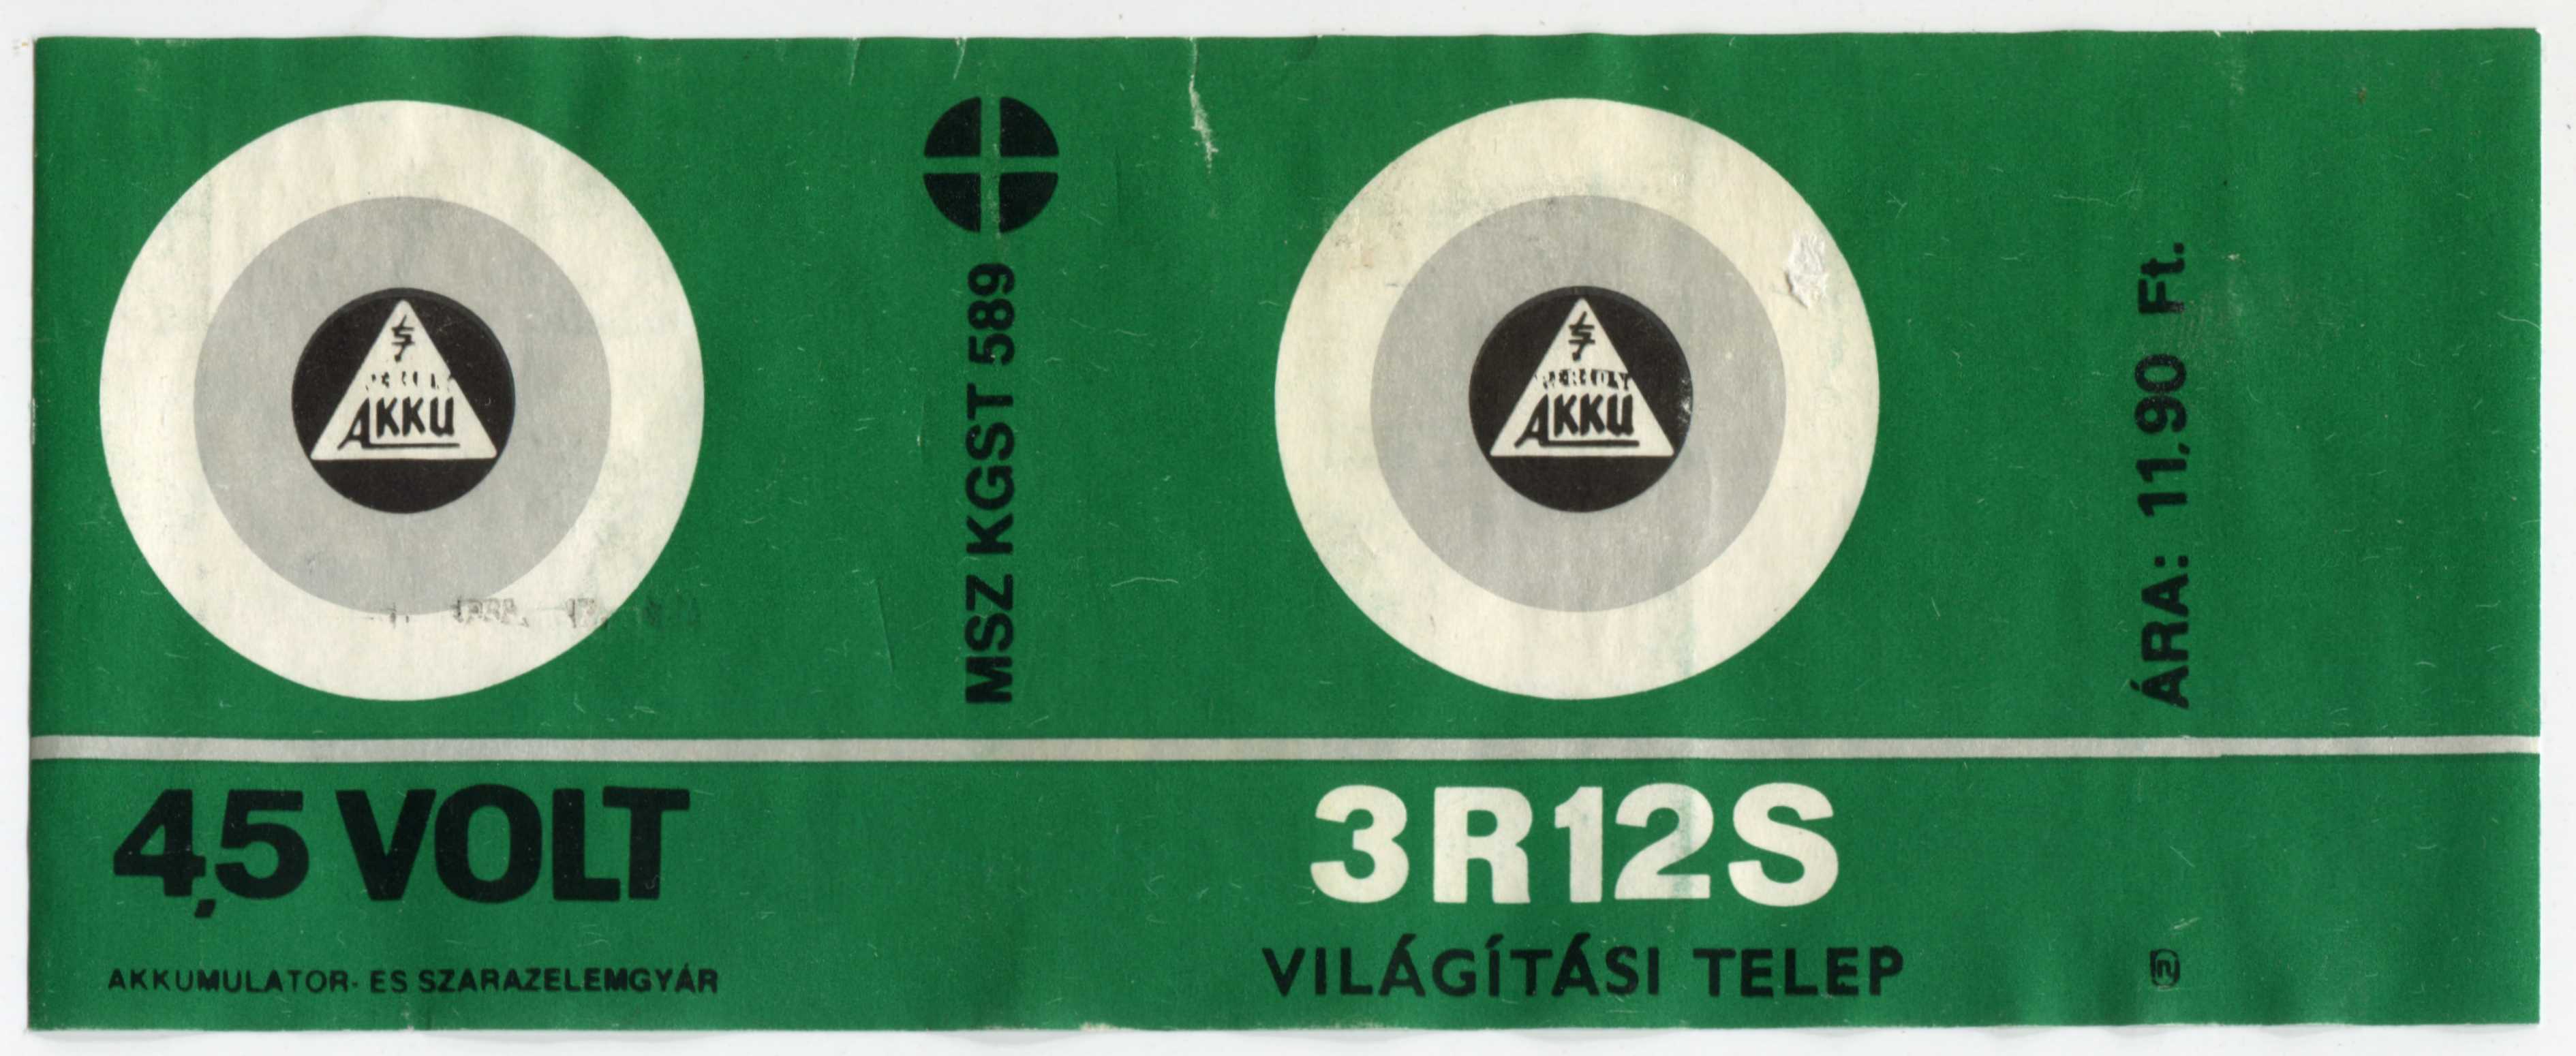 AKKU
MSZ KGST 589
AKKU
ÁRA: 11,90 Ft.
4,5 VOLT
3R12S
AKKUMULATOR- ES SZARAZELEMGYÁR
VILÁGÍTÁSI TELEP